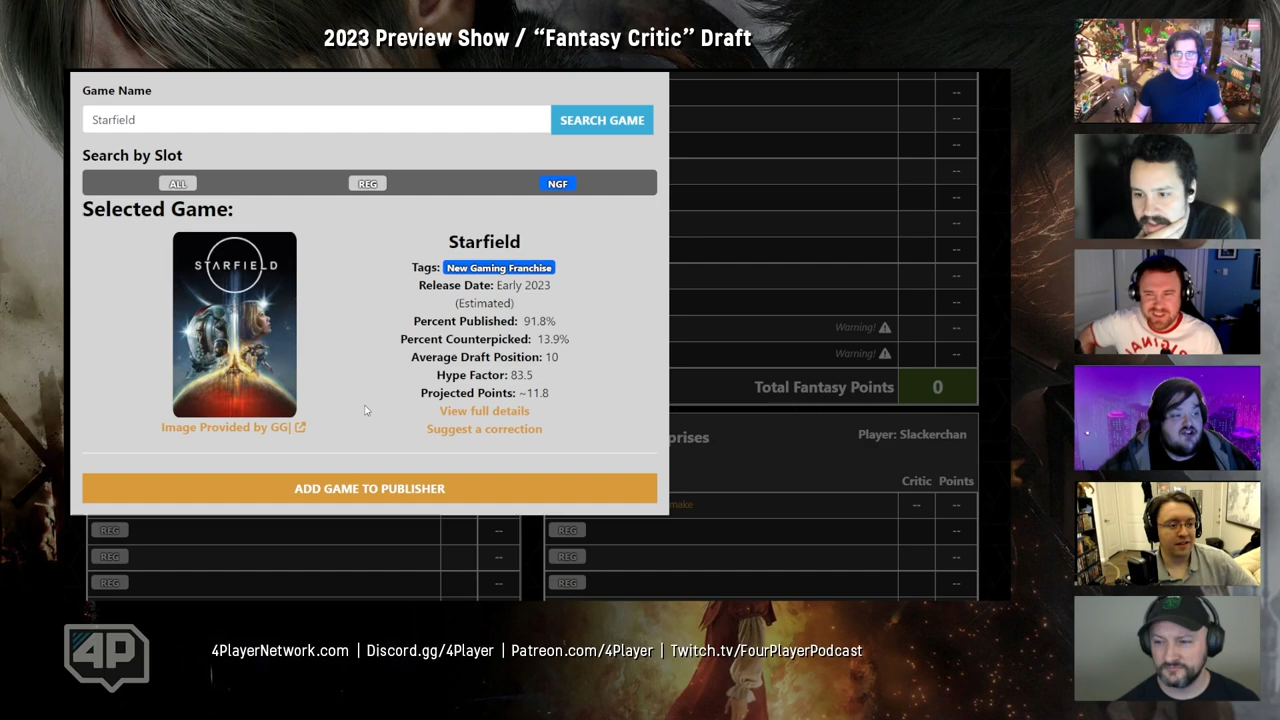 2023 Preview Show / “Fantasy Critic” Draft
Game Name
Starfield
SEARCH GAME
Search by Slot
ALL
REG
NGF
Selected Game:
STARFIELD
Image Provided by GG|
Starfield
Tags: New Gaming Franchise
Release Date: Early 2023
(Estimated)
Percent Published: 91.8%
Percent Counterpicked: 13.9%
Average Draft Position: 10
Hype Factor: 83.5
Projected Points: ~11.8
View full details
Suggest a correction
ADD GAME TO PUBLISHER
--
--
--
--
--
--
--
--
--
Warning! --
Warning! --
Total Fantasy Points 0
prises
Player: Slackerchan
Critic Points
make -- --
REG --
REG --
REG --
REG
REG
REG
4P
4PlayerNetwork.com | Discord.gg/4Player | Patreon.com/4Player | Twitch.tv/FourPlayerPodcast